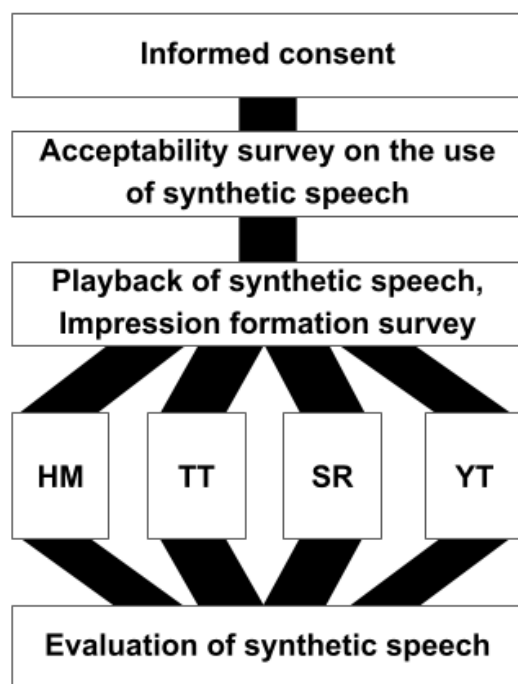 Informed consent
Acceptability survey on the use
of synthetic speech
Playback of synthetic speech,
Impression formation survey
HM
TT
SR
YT
Evaluation of synthetic speech